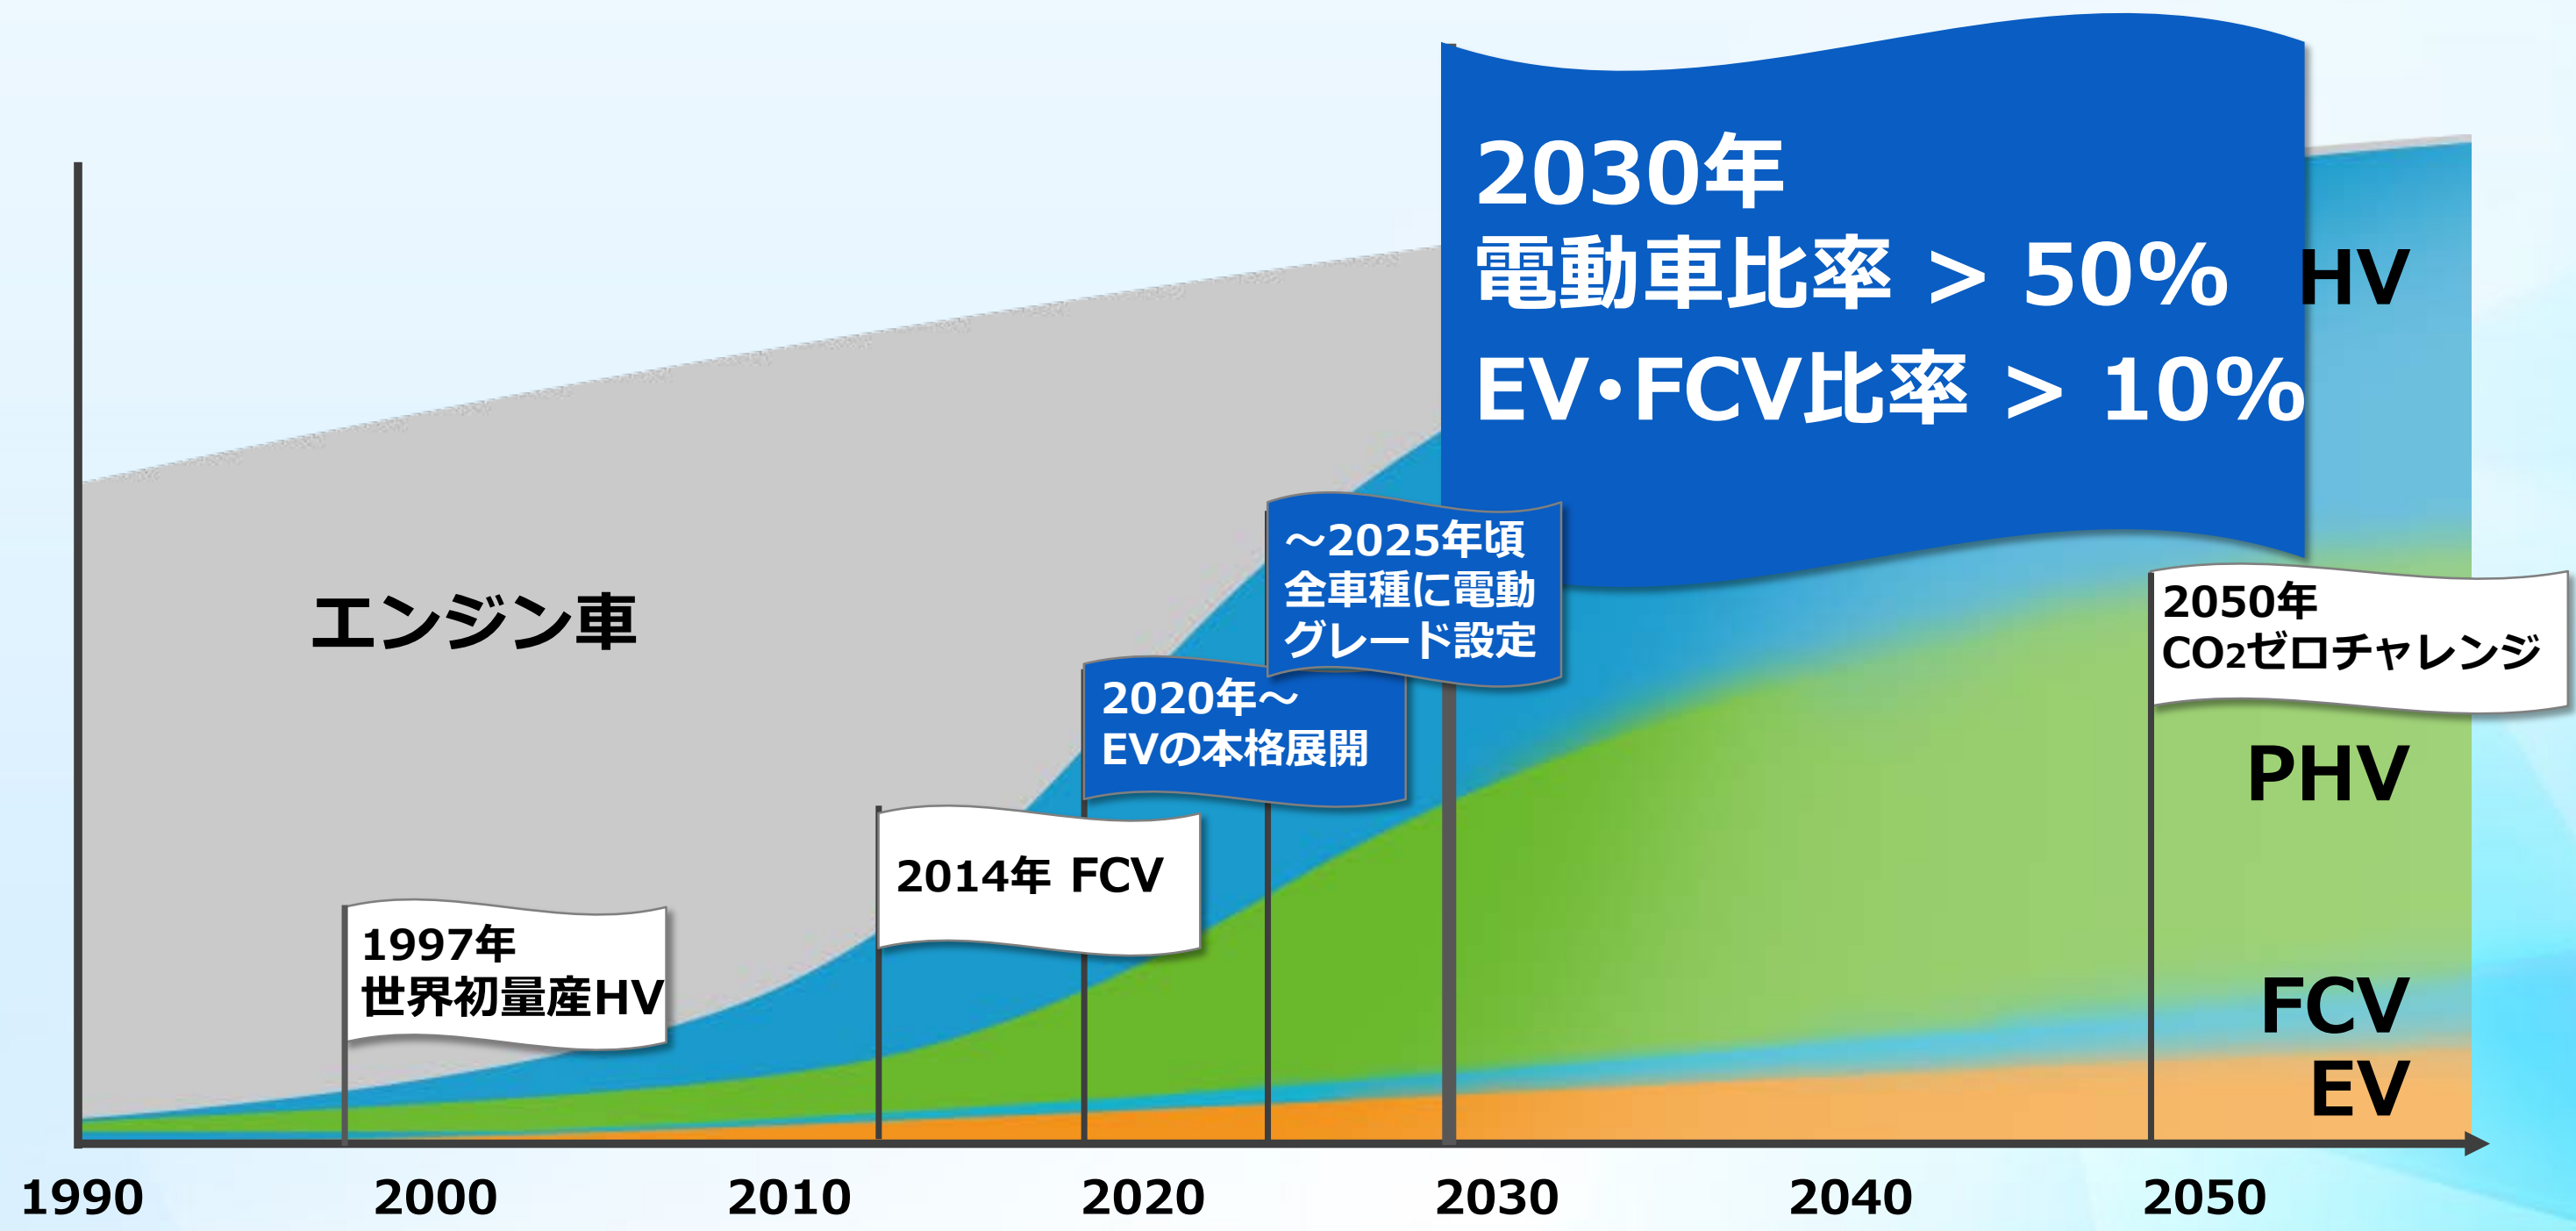 2030年
電動車比率 > 50%
EV・FCV比率 > 10%
HV
～2025年頃
全車種に電動
グレード設定
2050年
CO₂ゼロチャレンジ
エンジン車
2020年～
EVの本格展開
PHV
2014年 FCV
1997年
世界初量産HV
FCV
EV
1990 2000 2010 2020 2030 2040 2050